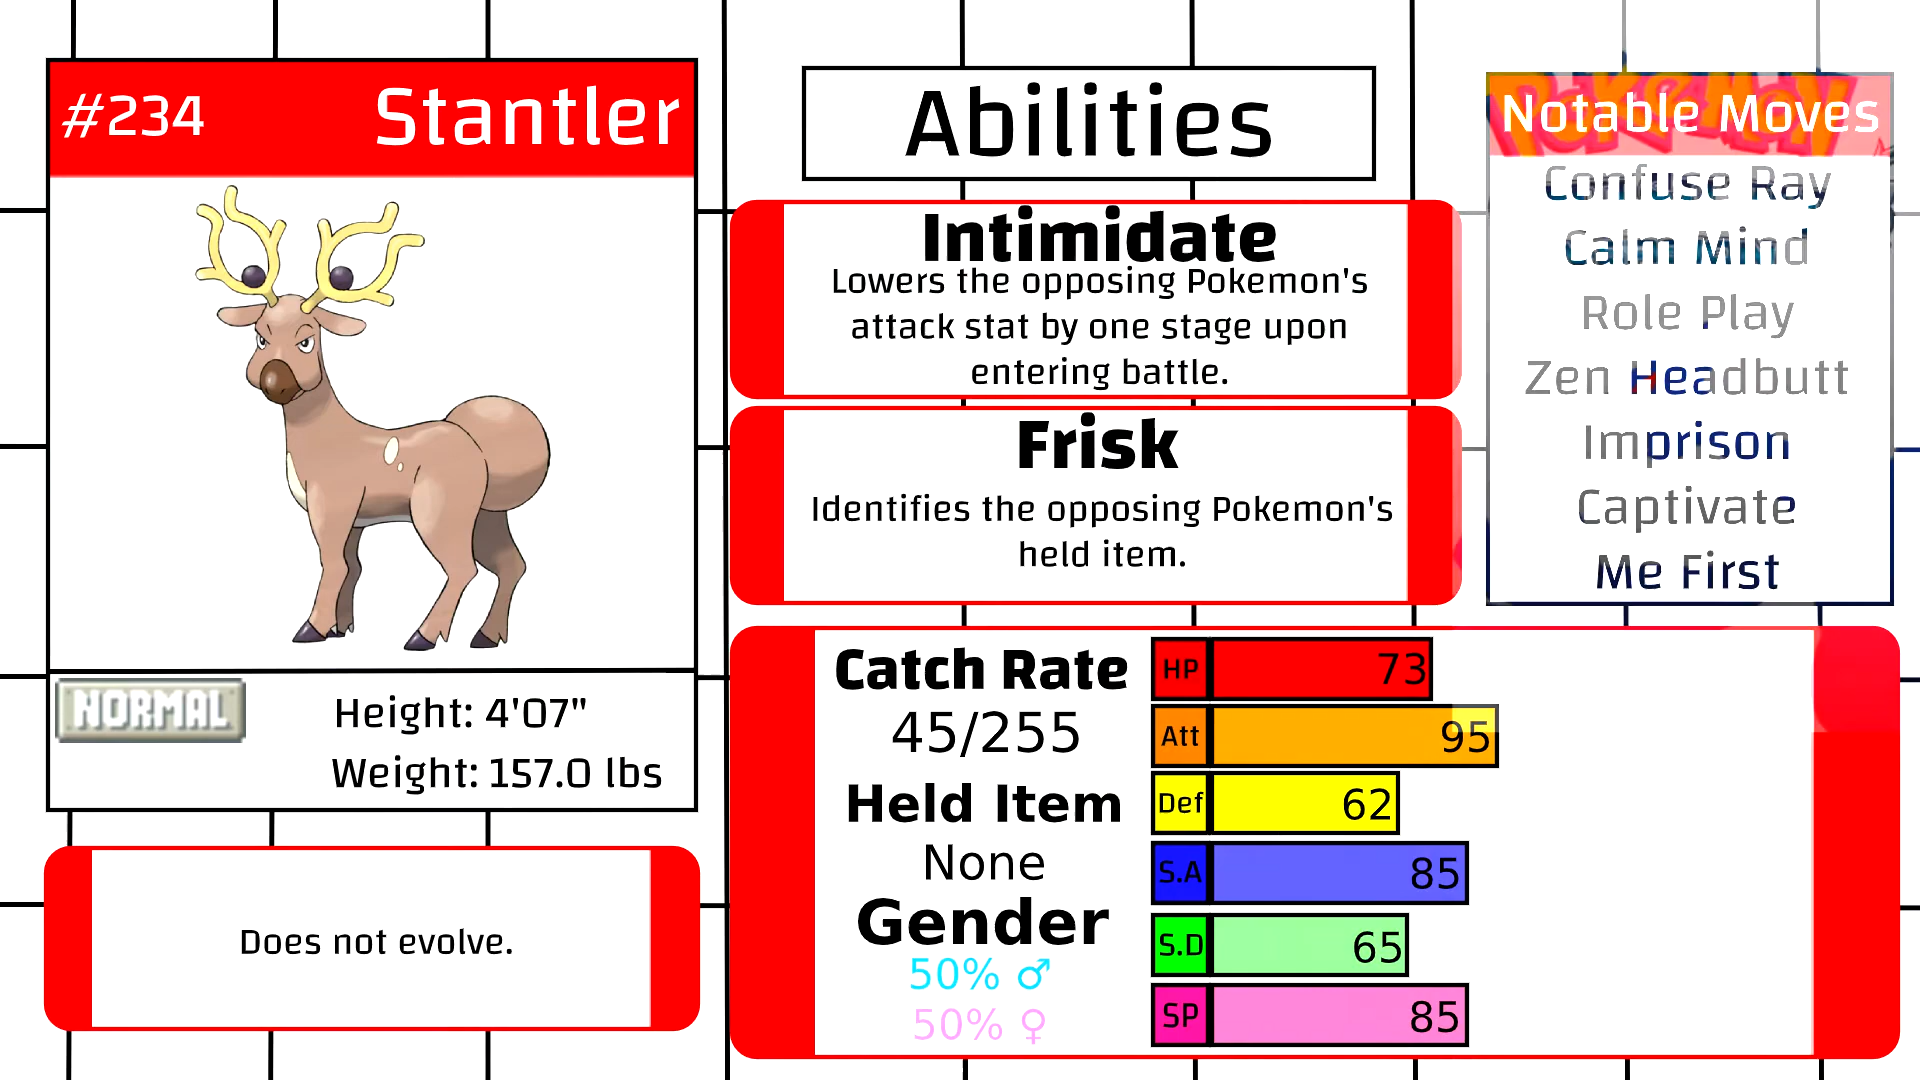 #234 Stantler
NORMAL
Height: 4'07"
Weight: 157.0 lbs
Does not evolve.
Abilities
Intimidate
Lowers the opposing Pokemon's
attack stat by one stage upon
entering battle.
Frisk
Identifies the opposing Pokemon's
held item.
Notable Moves
Confuse Ray
Calm Mind
Role Play
Zen Headbutt
Imprison
Captivate
Me First
Catch Rate
45/255
Held Item
None
Gender
50% ♂
50% ♀
HP 73
Att 95
Def 62
S.A 85
S.D 65
SP 85